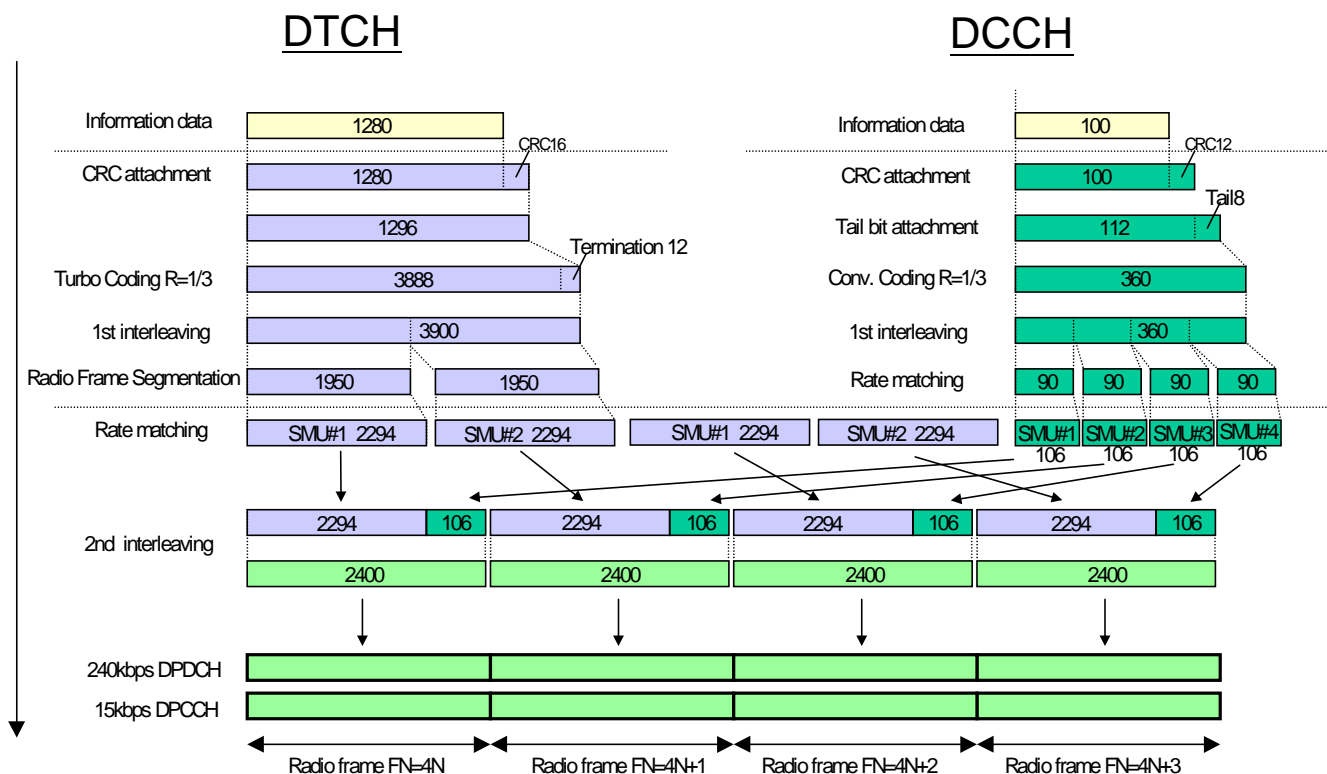 DTCH DCCH
Information data 1280 Information data 100
CRC16 CRC12
CRC attachment 1280 CRC attachment 100
Tail8
1296 Tail bit attachment 112
Termination 12
Turbo Coding R=1/3 3888 Conv. Coding R=1/3 360
1st interleaving 3900 1st interleaving 360
Radio Frame Segmentation 1950 1950 Rate matching 90 90 90 90
Rate matching SMU#1 2294 SMU#2 2294 SMU#1 2294 SMU#2 2294 SMU#1 SMU#2 SMU#3 SMU#4
106 106 106 106
2294 106 2294 106 2294 106 2294 106
2nd interleaving
2400 2400 2400 2400
240kbps DPDCH
15kbps DPCCH
Radio frame FN=4N Radio frame FN=4N+1 Radio frame FN=4N+2 Radio frame FN=4N+3